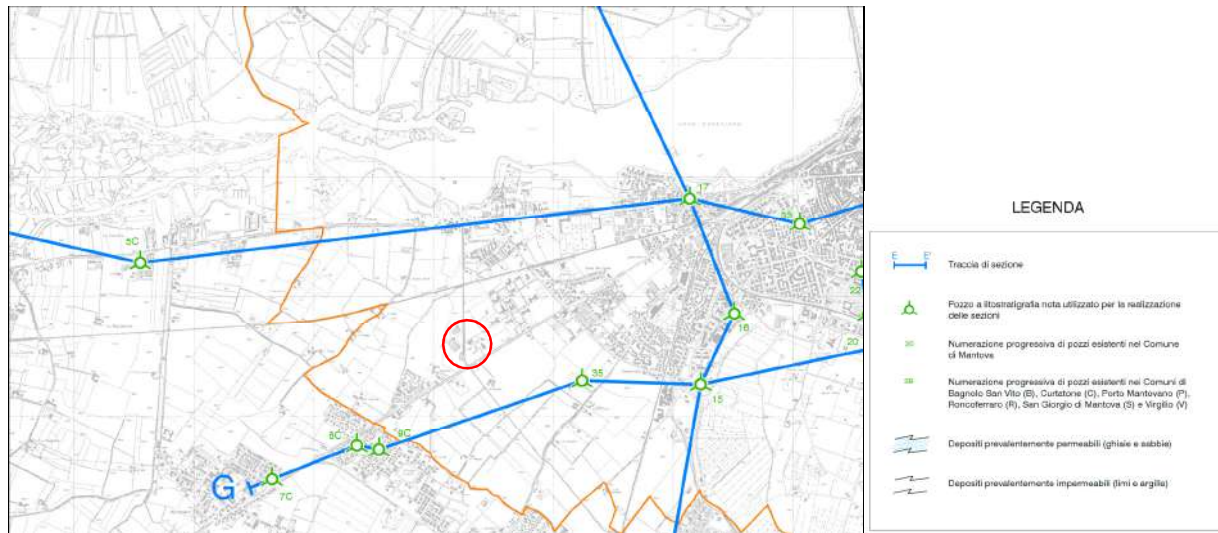 5C
17
18
22
16
20
35
15
8C
9C
7C
G
LEGENDA
E E'
Traccia di sezione
Pozzo a litostratigrafia nota utilizzato per la realizzazione
delle sezioni
20
Numerazione progressiva di pozzi esistenti nel Comune
di Mantova
2B
Numerazione progressiva di pozzi esistenti nei Comuni di
Bagnolo San Vito (B), Curtatone (C), Porto Mantovano (P),
Roncoferraro (R), San Giorgio di Mantova (S) e Virgilio (V)
Depositi prevalentemente permeabili (ghiaie e sabbie)
Depositi prevalentemente impermeabili (limi e argille)